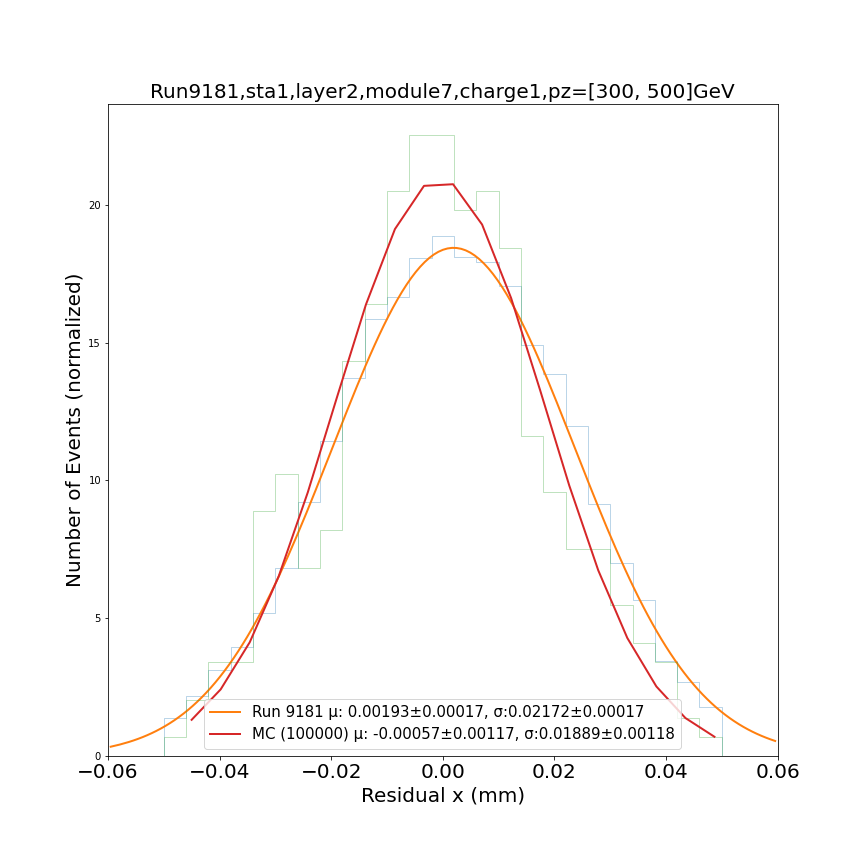 Run9181,sta1,layer2,module7,charge1,pz=[300, 500]GeV
Number of Events (normalized)
20
15
10
5
0
Run 9181 μ: 0.00193±0.00017, σ:0.02172±0.00017
MC (100000) μ: -0.00057±0.00117, σ:0.01889±0.00118
−0.06 −0.04 −0.02 0.00 0.02 0.04 0.06
Residual x (mm)